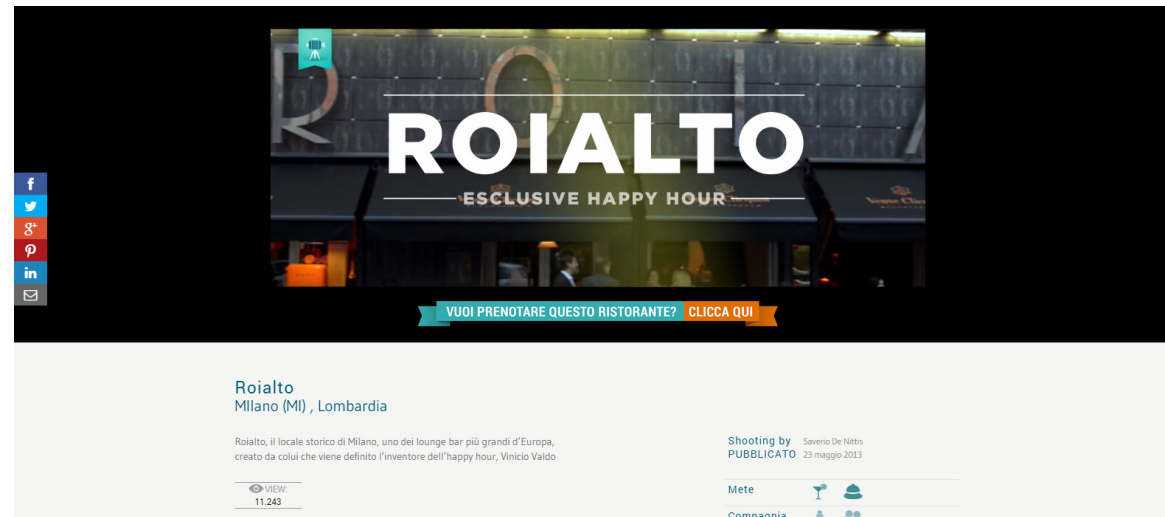 ROIALTO
ESCLUSIVE HAPPY HOUR
VUOI PRENOTARE QUESTO RISTORANTE? CLICCA QUI
Roialto
MIlano (MI) , Lombardia
Roialto, il locale storico di Milano, uno dei lounge bar più grandi d'Europa,
creato da colui che viene definito l'inventore dell'happy hour, Vinicio Valdo
VIEW:
11.243
Shooting by Saverio De Nittis
PUBBLICATO 23 maggio 2013
Mete
Compagnia